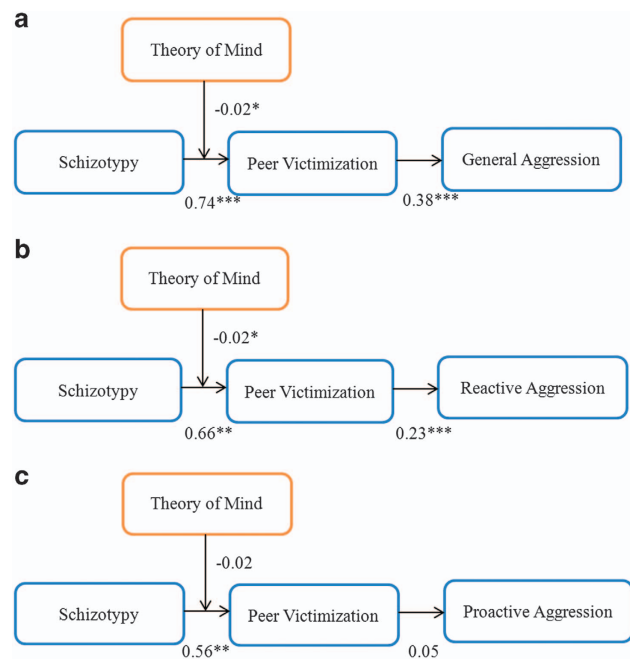 a
Theory of Mind
-0.02*
Schizotypy
Peer Victimization
General Aggression
0.74***
0.38***
b
Theory of Mind
-0.02*
Schizotypy
Peer Victimization
Reactive Aggression
0.66**
0.23***
c
Theory of Mind
-0.02
Schizotypy
Peer Victimization
Proactive Aggression
0.56**
0.05